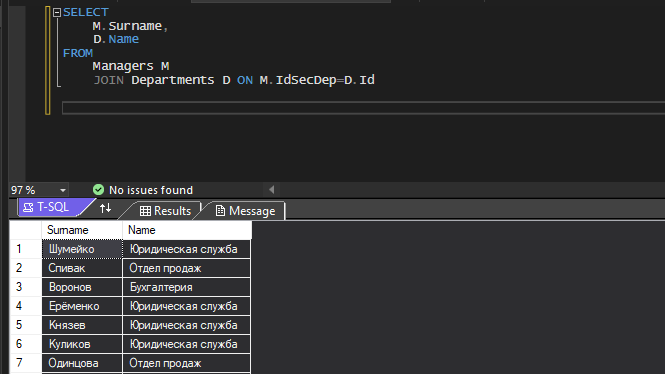 SELECT
M.Surname,
D.Name
FROM
Managers M
JOIN Departments D ON M.IdSecDep=D.Id
97 %
No issues found
T-SQL
Results
Message
Surname Name
1 Шумейко Юридическая служба
2 Спивак Отдел продаж
3 Воронов Бухгалтерия
4 Ерёменко Юридическая служба
5 Князев Юридическая служба
6 Куликов Юридическая служба
7 Одинцова Отдел продаж